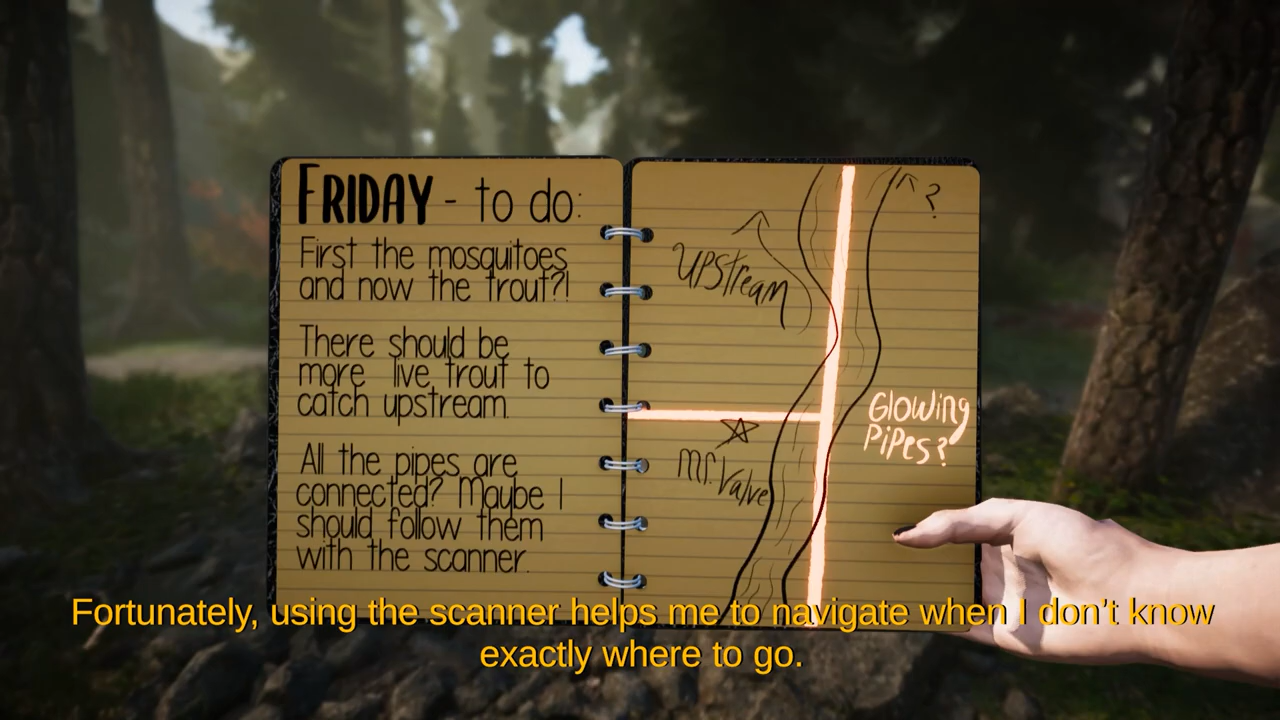 FRIDAY - to do:
First the mosquitoes
and now the trout?!
There should be
more live trout to
catch upstream.
All the pipes are
connected? Maybe I
should follow them
with the scanner.
?
Upstream
Glowing
Pipes?
Mr. Valve
Fortunately, using the scanner helps me to navigate when I don't know
exactly where to go.